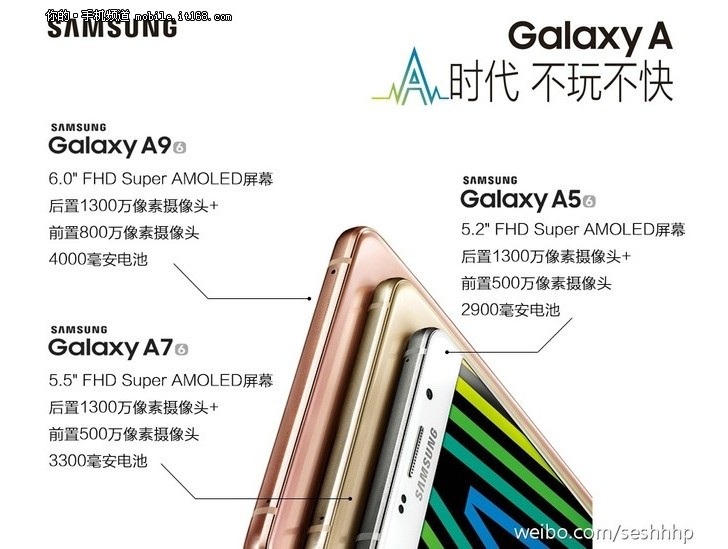 你的·手机频道 mobile.it168.com
SAMSUNG
Galaxy A
A时代 不玩不快
SAMSUNG
Galaxy A9 6
6.0" FHD Super AMOLED屏幕
后置1300万像素摄像头+
前置800万像素摄像头
4000毫安电池
SAMSUNG
Galaxy A5 6
5.2" FHD Super AMOLED屏幕
后置1300万像素摄像头+
前置500万像素摄像头
2900毫安电池
SAMSUNG
Galaxy A7 6
5.5" FHD Super AMOLED屏幕
后置1300万像素摄像头+
前置500万像素摄像头
3300毫安电池
SAMSUNG
weibo.com/seshhhp